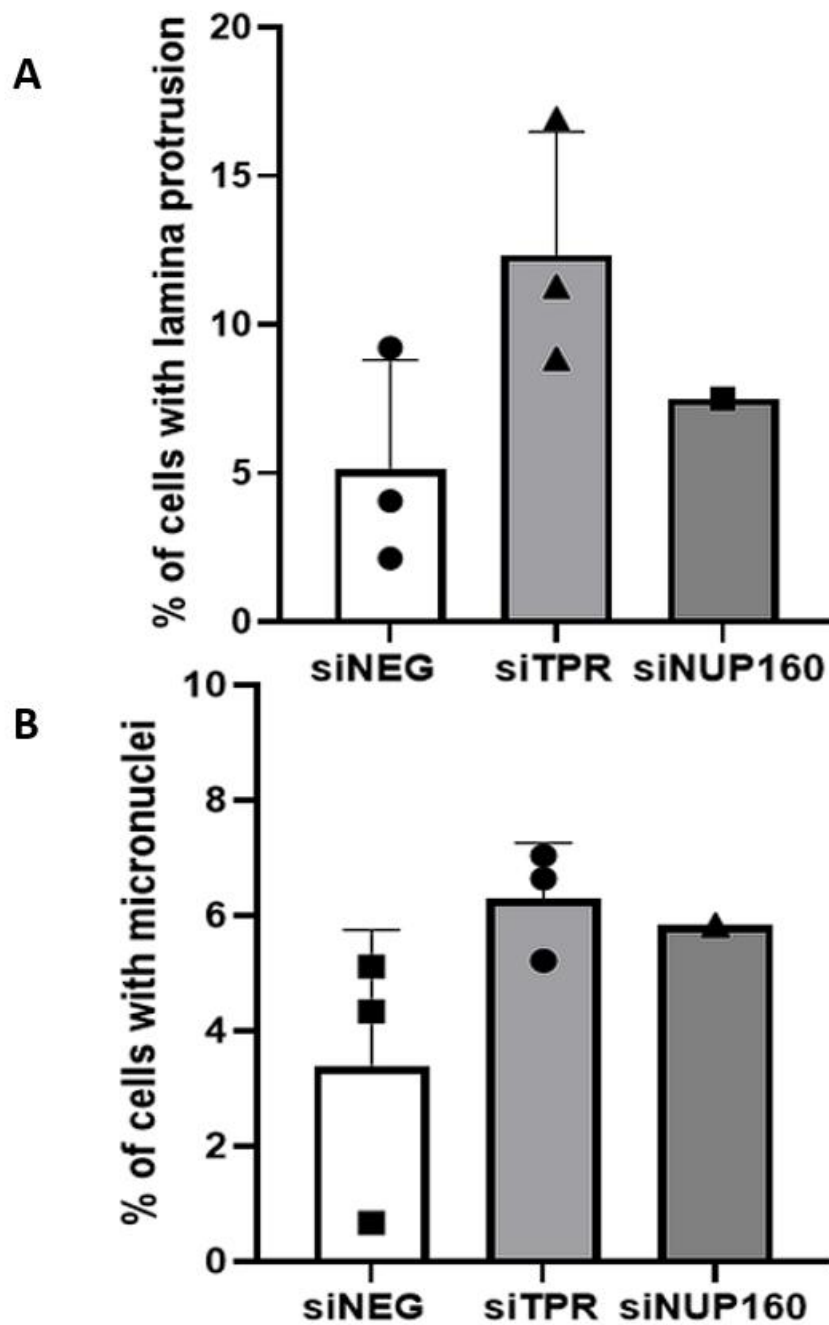 A
% of cells with lamina protrusion
20
15
10
5
0
siNEG siTPR siNUP160
B
% of cells with micronuclei
10
8
6
4
2
0
siNEG siTPR siNUP160